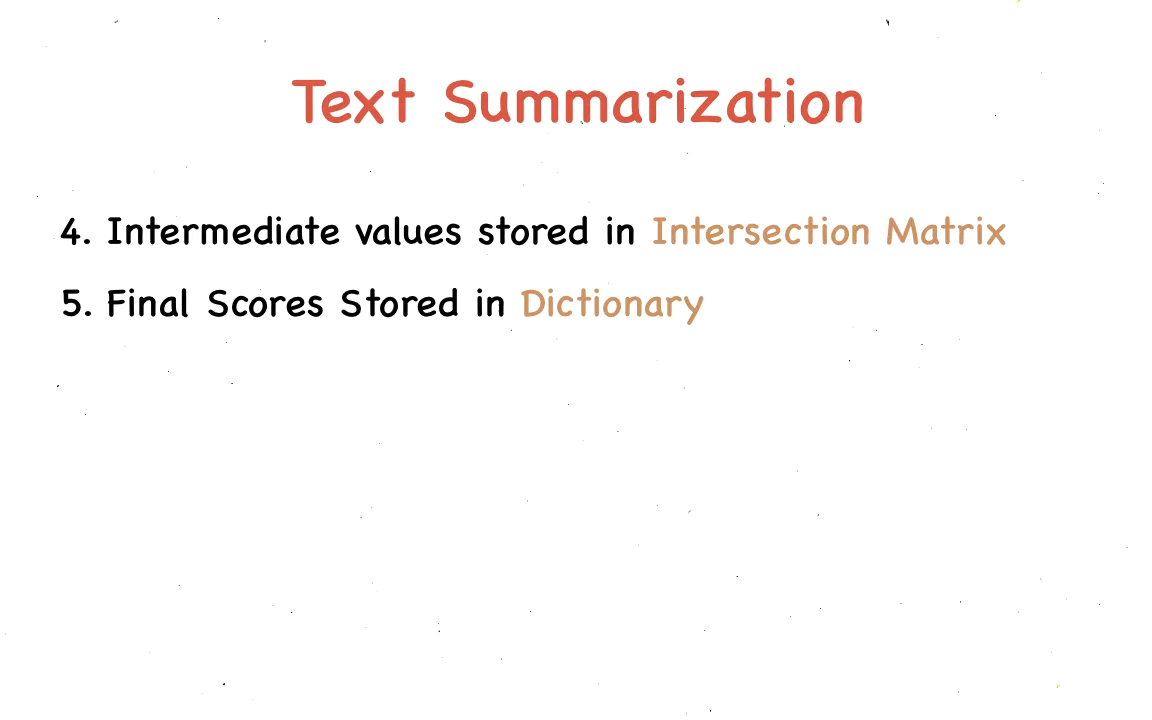 Text Summarization
4. Intermediate values stored in Intersection Matrix
5. Final Scores Stored in Dictionary